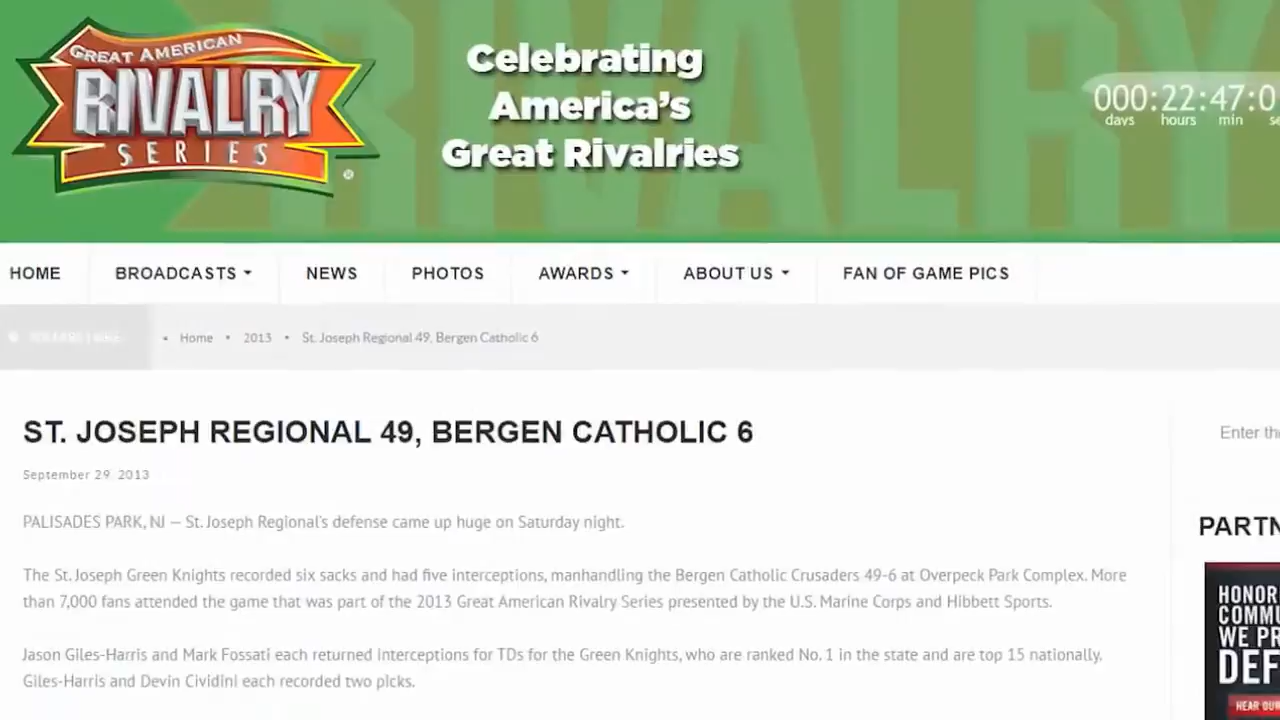 GREAT AMERICAN
RIVALRY
SERIES
®
Celebrating
America's
Great Rivalries
000:22:47:0
days hours min se
HOME BROADCASTS NEWS PHOTOS AWARDS ABOUT US FAN OF GAME PICS
Home • 2013 • St. Joseph Regional 49, Bergen Catholic 6
ST. JOSEPH REGIONAL 49, BERGEN CATHOLIC 6
Enter the
September 29 2013
PALISADES PARK, NJ — St. Joseph Regional's defense came up huge on Saturday night.
PARTN
The St. Joseph Green Knights recorded six sacks and had five interceptions, manhandling the Bergen Catholic Crusaders 49-6 at Overpeck Park Complex. More
than 7,000 fans attended the game that was part of the 2013 Great American Rivalry Series presented by the U.S. Marine Corps and Hibbett Sports.
Jason Giles-Harris and Mark Fossati each returned interceptions for TDs for the Green Knights, who are ranked No. 1 in the state and are top 15 nationally.
Giles-Harris and Devin Cividini each recorded two picks.
HONOR
COMMU
WE PR
DEF
HEAR OUR